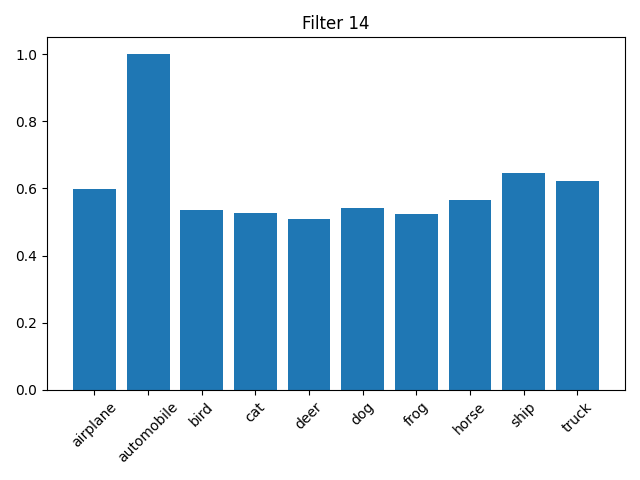 Filter 14
1.0
0.8
0.6
0.4
0.2
0.0
airplane
automobile
bird
cat
deer
dog
frog
horse
ship
truck